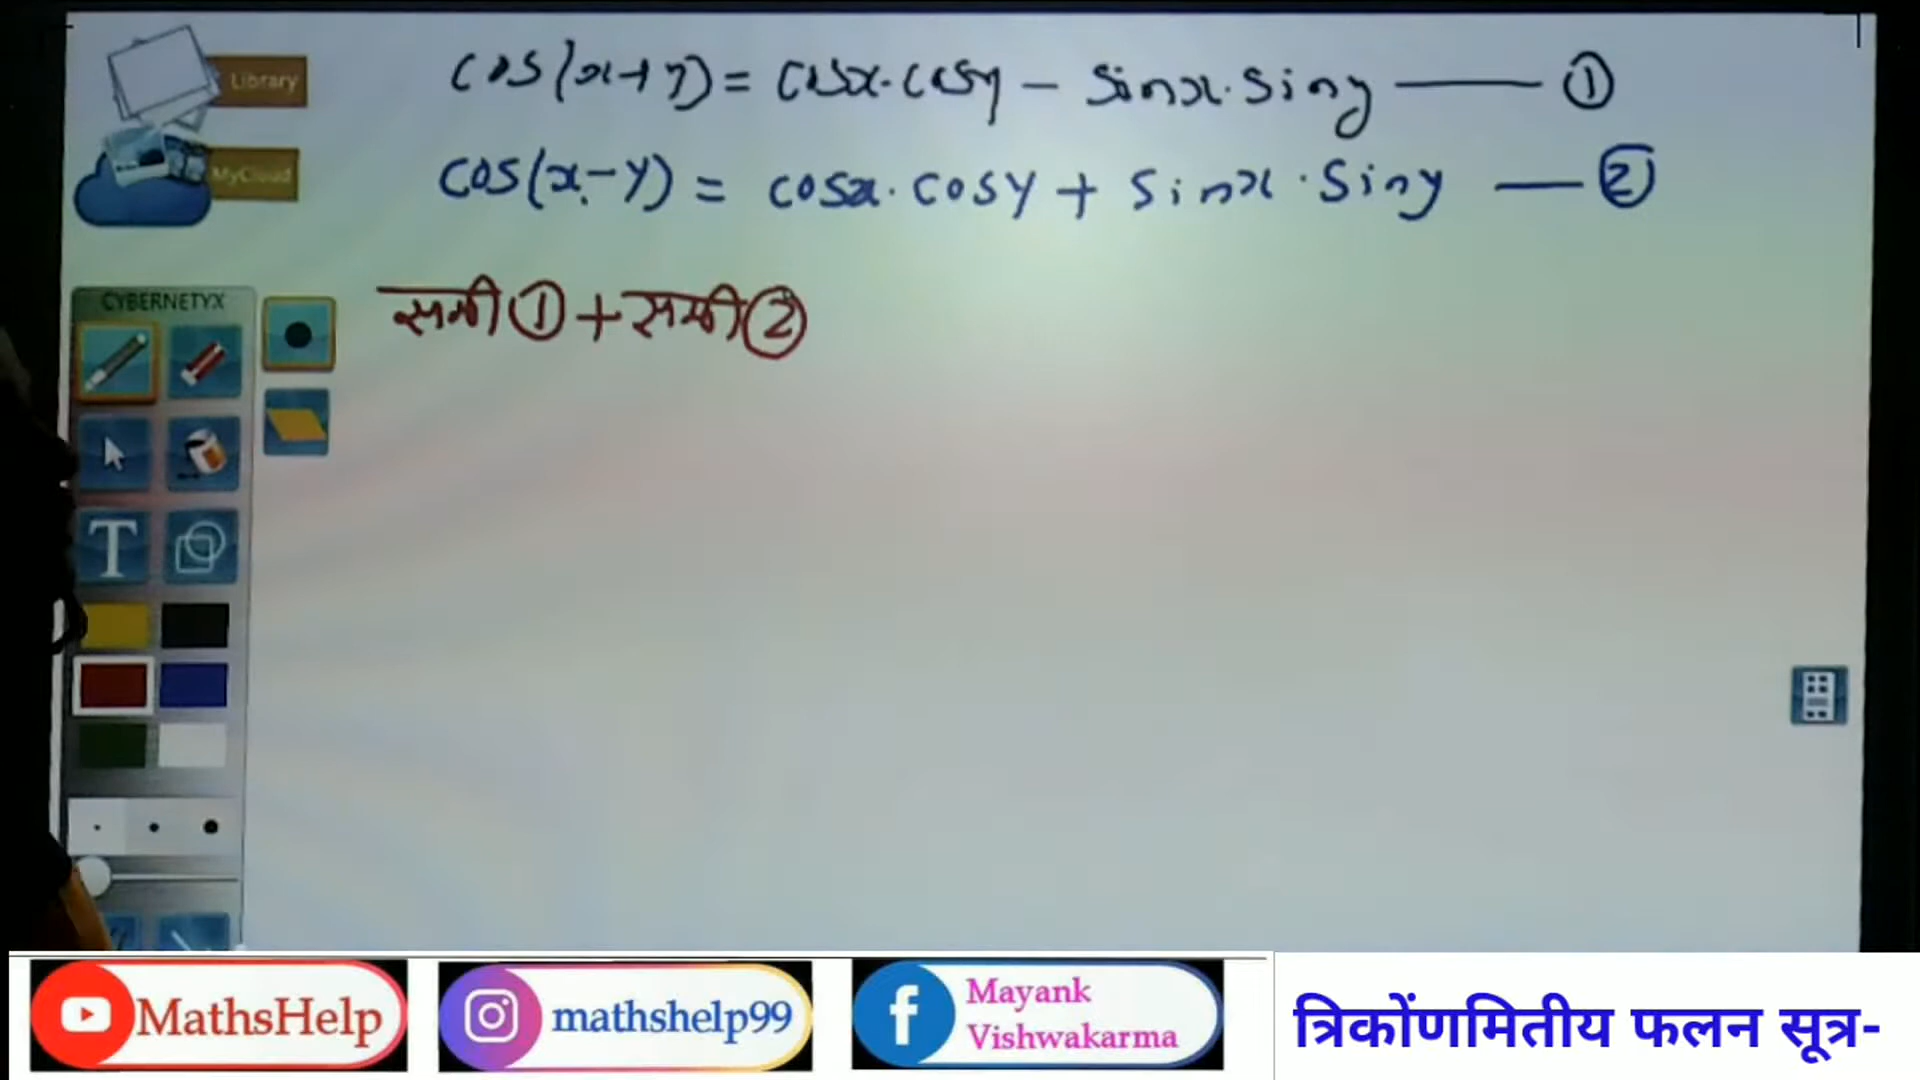 Library
cos(x+y) = cosx.cosy - sinx.siny —— ①
MyCloud
cos(x-y) = cosx.cosy + sinx.siny — ②
CYBERNETYX
समी ① + समी ②
T
MathsHelp
mathshelp99
Mayank
Vishwakarma
त्रिकोंणमितीय फलन सूत्र-